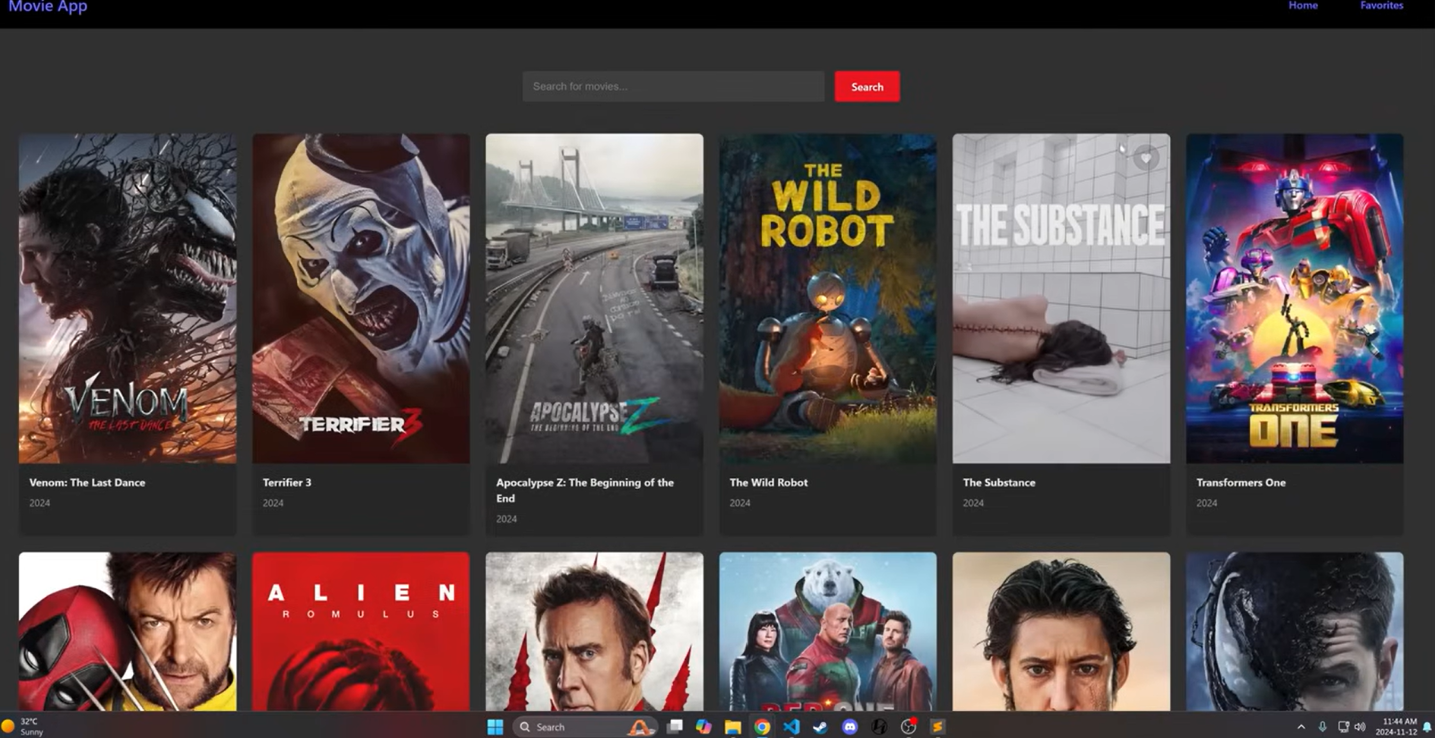 Movie App
Home
Favorites
Search for movies...
Search
VENOM
THE LAST DANCE
TERRIFIER 3
APOCALYPSE Z
THE BEGINNING OF THE END
THE
WILD
ROBOT
THE SUBSTANCE
TRANSFORMERS
ONE
Venom: The Last Dance
2024
Terrifier 3
2024
Apocalypse Z: The Beginning of the
End
2024
The Wild Robot
2024
The Substance
2024
Transformers One
2024
ALIEN
ROMULUS
RED ONE
32°C
Sunny
Search
11:44 AM
2024-11-12